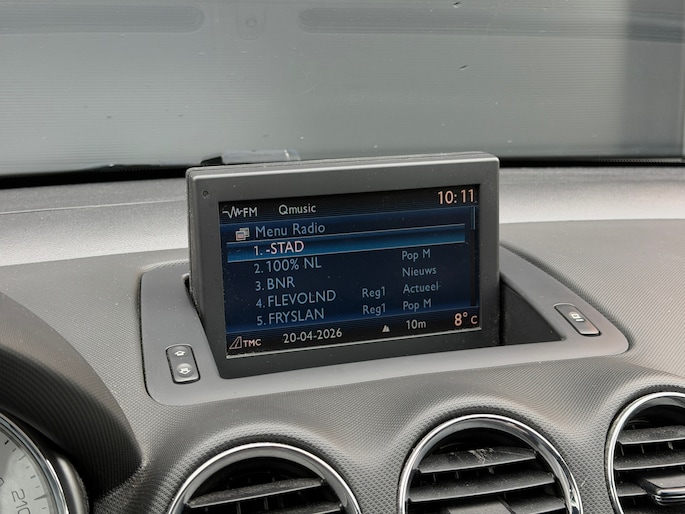 FM Qmusic 10:11
Menu Radio
1. -STAD
2. 100% NL Pop M
3. BNR Nieuws
4. FLEVOLND Reg1 Actueel
5. FRYSLAN Reg1 Pop M
TMC 20-04-2026 10m 8°C
210